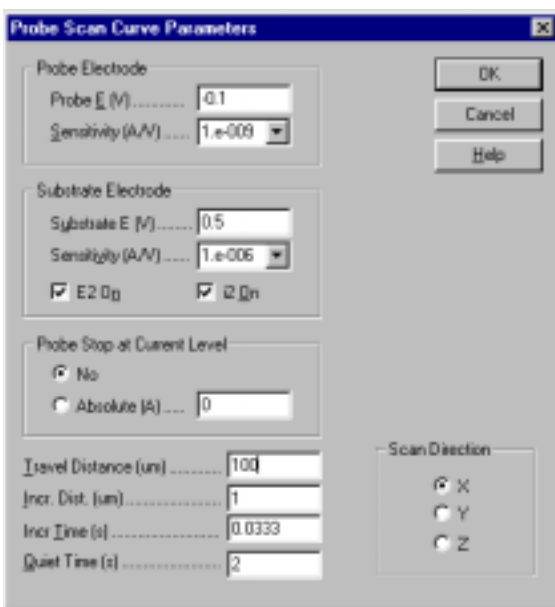 Probe Scan Curve Parameters
Probe Electrode
Probe E (V) .......... -0.1
Sensitivity (A/V) ...... 1.e-009
OK
Cancel
Help
Substrate Electrode
Substrate E (V) ....... 0.5
Sensitivity (A/V) ...... 1.e-006
E2 On
i2 On
Probe Stop at Current Level
No
Absolute (A) ..... 0
Travel Distance (um) ........... 100
Incr. Dist. (um) .................... 1
Incr Time (s) ....................... 0.0333
Quiet Time (s) ..................... 2
Scan Direction
X
Y
Z